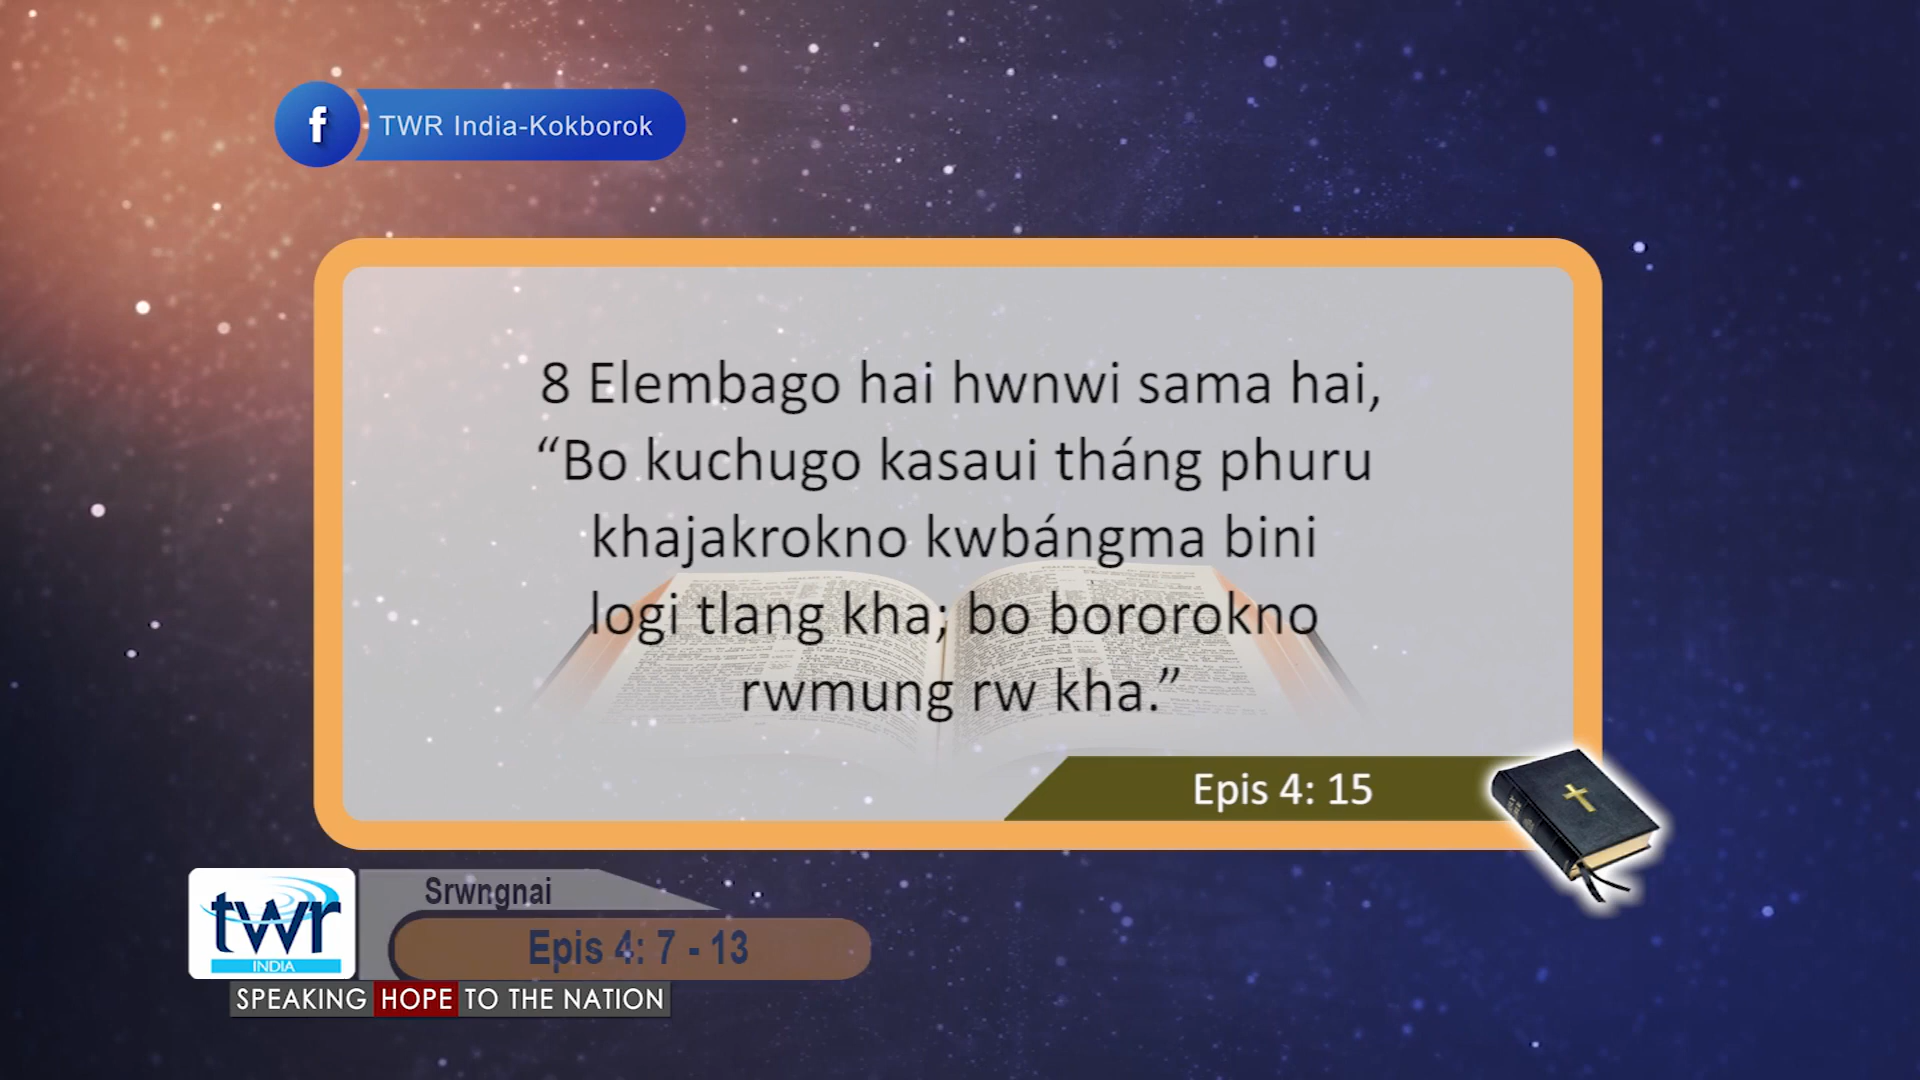 f TWR India-Kokborok
8 Elembago hai hwnwi sama hai,
“Bo kuchugo kasaui tháng phuru
khajakrokno kwbángma bini
logi tlang kha; bo bororokno
rwmung rw kha.”
Epis 4: 15
Srwngnai
Epis 4: 7 - 13
twr
INDIA
SPEAKING HOPE TO THE NATION